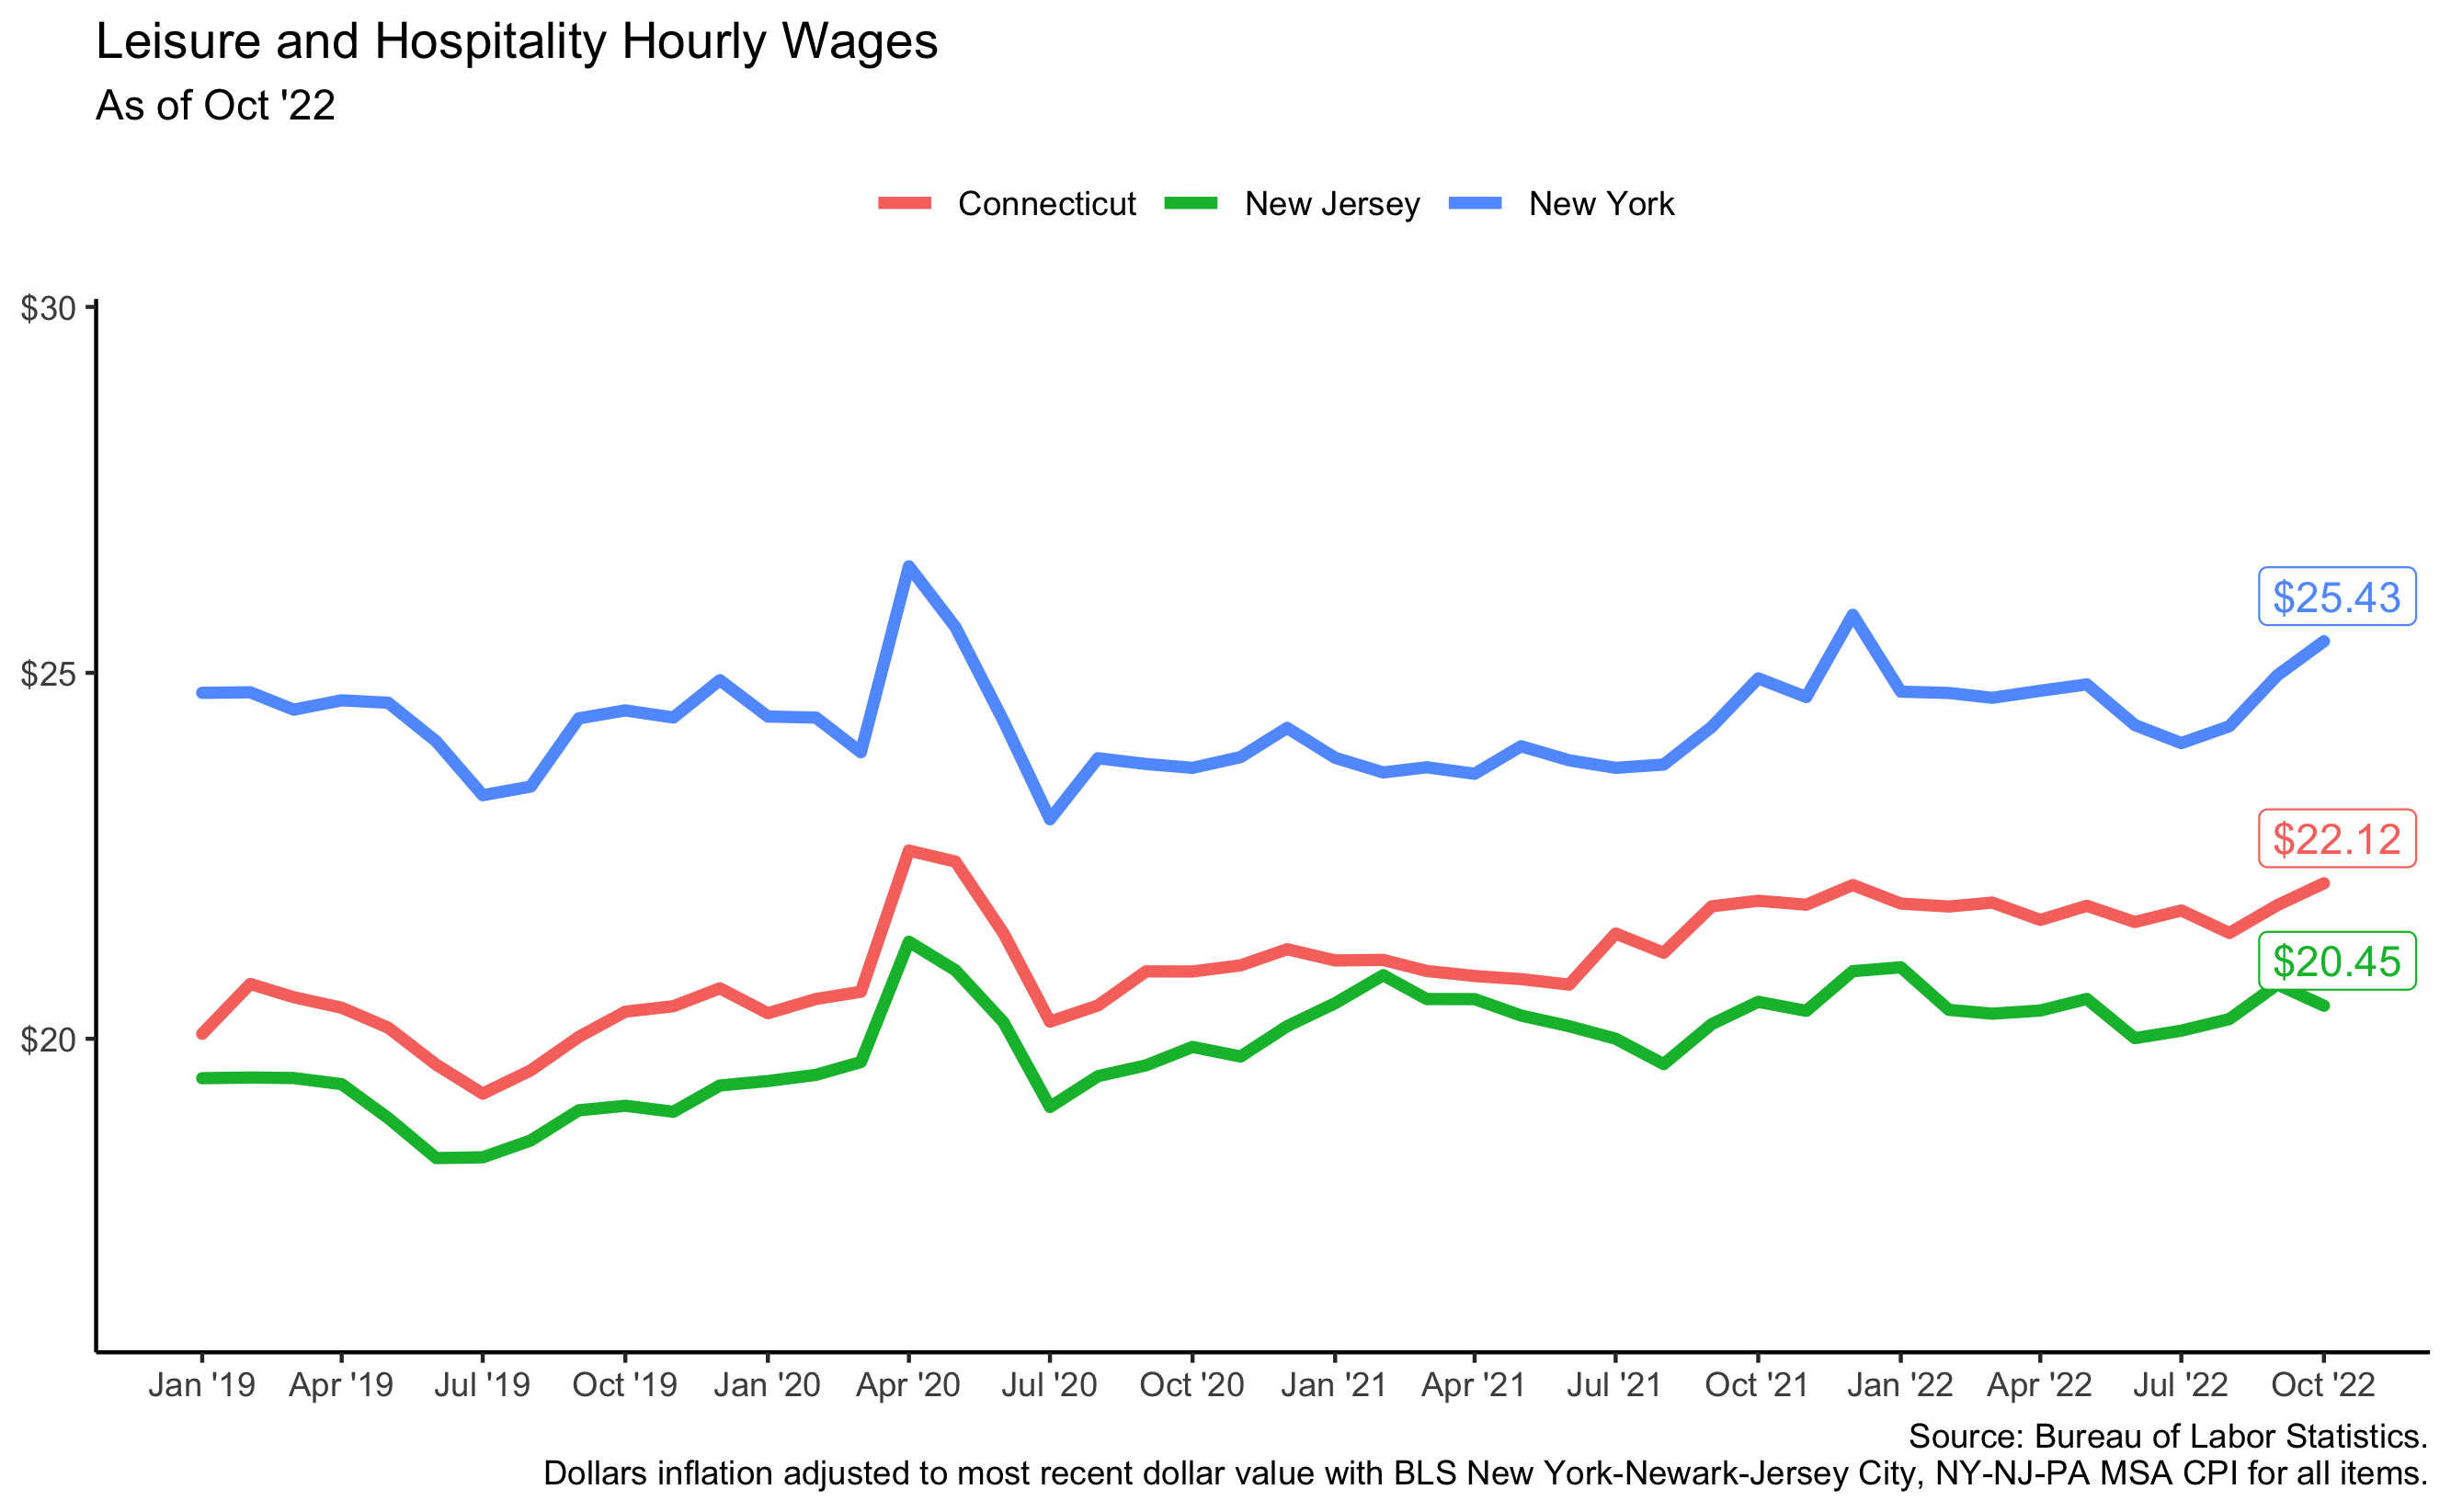 Leisure and Hospitality Hourly Wages
As of Oct '22
Connecticut New Jersey New York
$30
$25
$20
$25.43
$22.12
$20.45
Jan '19 Apr '19 Jul '19 Oct '19 Jan '20 Apr '20 Jul '20 Oct '20 Jan '21 Apr '21 Jul '21 Oct '21 Jan '22 Apr '22 Jul '22 Oct '22
Source: Bureau of Labor Statistics.
Dollars inflation adjusted to most recent dollar value with BLS New York-Newark-Jersey City, NY-NJ-PA MSA CPI for all items.